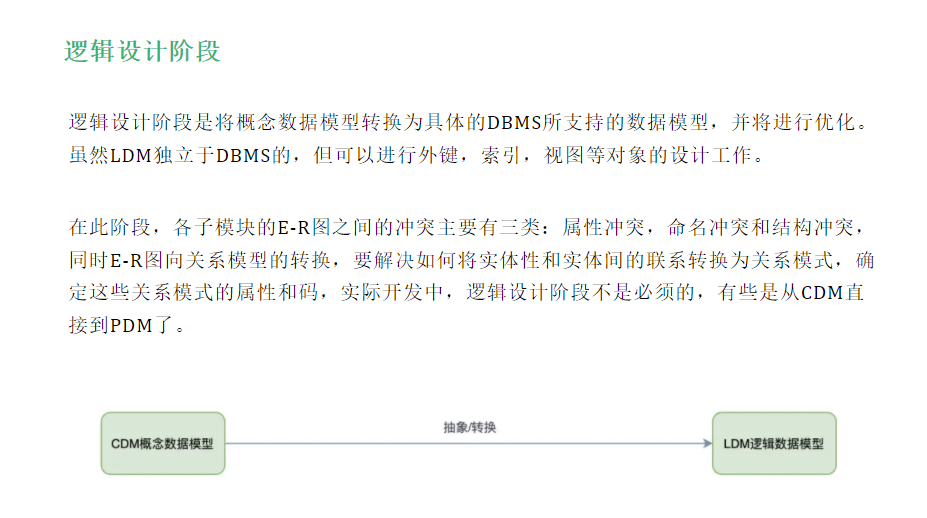 逻辑设计阶段
逻辑设计阶段是将概念数据模型转换为具体的DBMS所支持的数据模型，并将进行优化。
虽然LDM独立于DBMS的，但可以进行外键，索引，视图等对象的设计工作。
在此阶段，各子模块的E-R图之间的冲突主要有三类：属性冲突，命名冲突和结构冲突，
同时E-R图向关系模型的转换，要解决如何将实体性和实体间的联系转换为关系模式，确
定这些关系模式的属性和码，实际开发中，逻辑设计阶段不是必须的，有些是从CDM直
接到PDM了。
抽象/转换
CDM概念数据模型
LDM逻辑数据模型